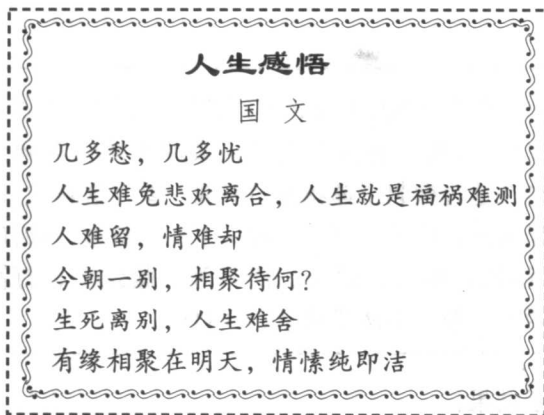 人生感悟
国 文
几多愁，几多忧
人生难免悲欢离合，人生就是福祸难测
人难留，情难却
今朝一别，相聚待何？
生死离别，人生难舍
有缘相聚在明天，情愫纯即洁